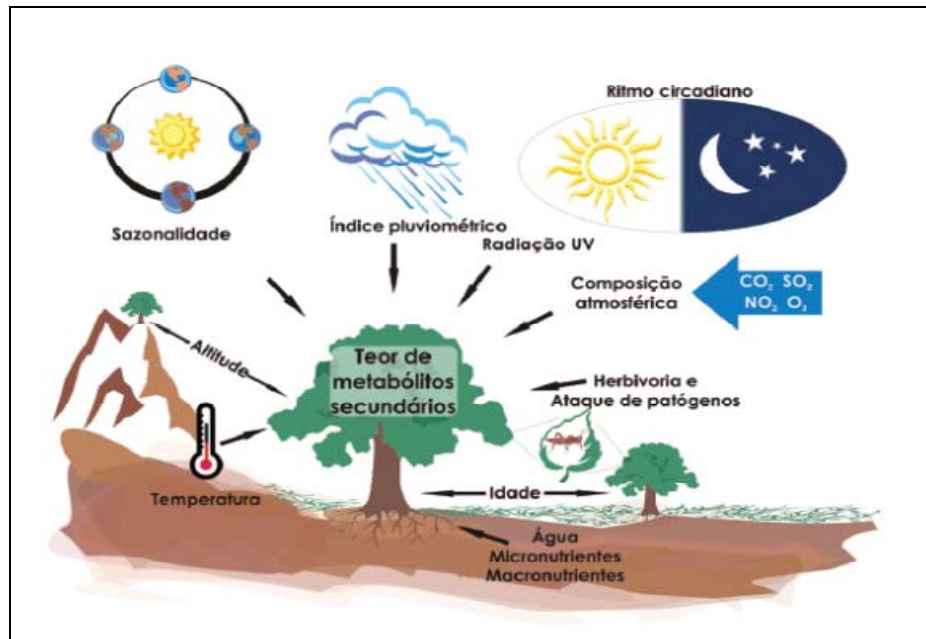 Ritmo circadiano
Sazonalidade
Índice pluviométrico
Radiação UV
Composição
atmosférica
CO₂ SO₂
NO₂ O₃
Altitude
Teor de
metabólitos
secundários
Herbivoria e
Ataque de patógenos
Temperatura
Idade
Água
Micronutrientes
Macronutrientes